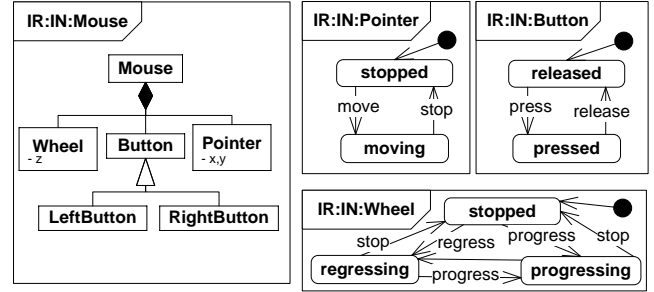 IR:IN:Mouse
Mouse
Wheel
- z
Button
Pointer
- x,y
LeftButton
RightButton
IR:IN:Pointer
stopped
move
stop
moving
IR:IN:Button
released
press
release
pressed
IR:IN:Wheel
stopped
stop
regress
progress
stop
regressing
progress
progressing